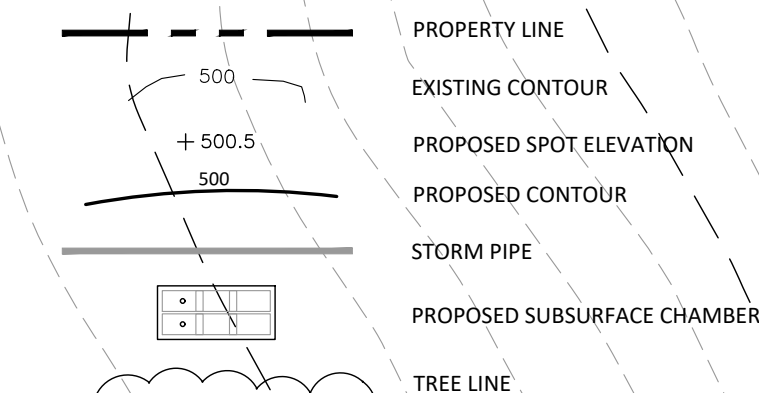 PROPERTY LINE
500 EXISTING CONTOUR
+ 500.5 PROPOSED SPOT ELEVATION
500 PROPOSED CONTOUR
STORM PIPE
PROPOSED SUBSURFACE CHAMBER
TREE LINE